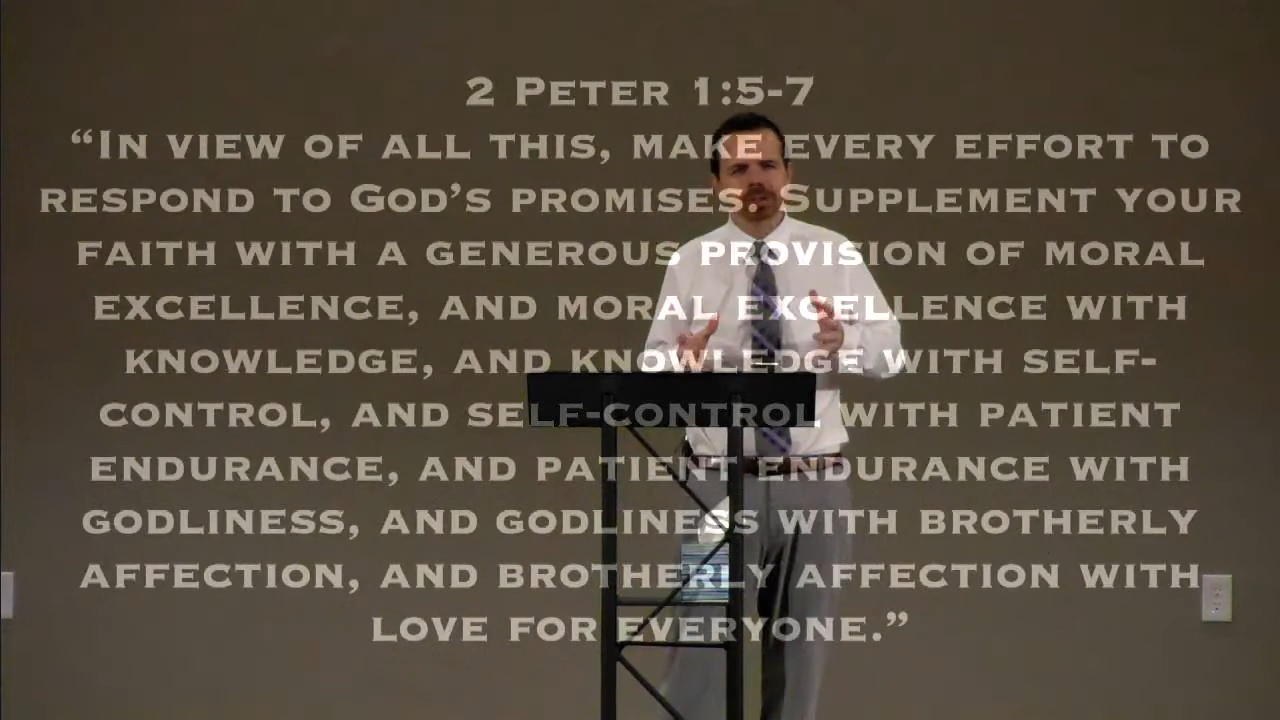 2 Peter 1:5-7
“In view of all this, make every effort to
respond to God’s promises. Supplement your
faith with a generous provision of moral
excellence, and moral excellence with
knowledge, and knowledge with self-
control, and self-control with patient
endurance, and patient endurance with
godliness, and godliness with brotherly
affection, and brotherly affection with
love for everyone.”